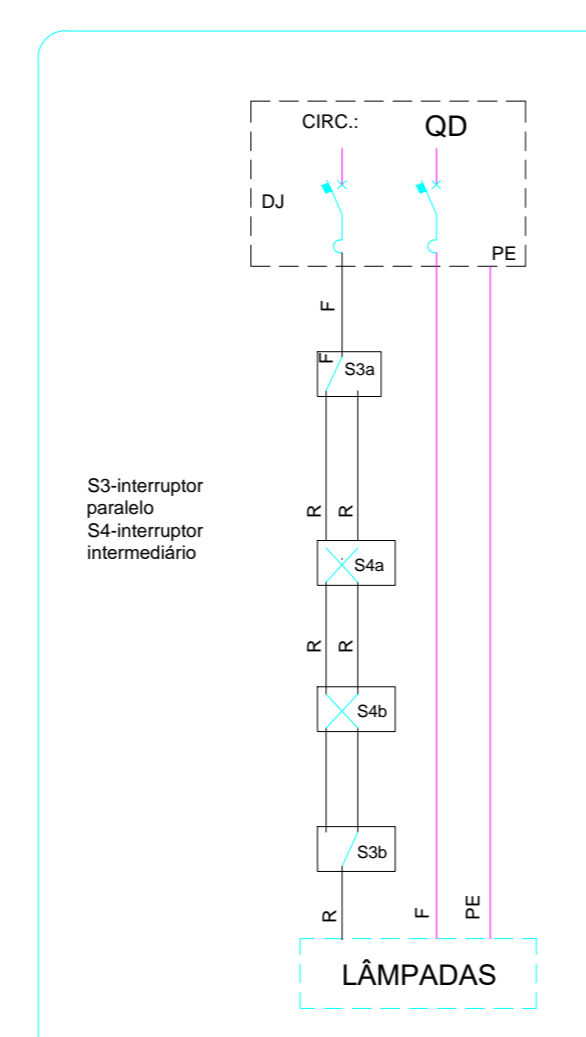 CIRC.:
QD
DJ
PE
F
F
S3a
S3-interruptor
paralelo
S4-interruptor
intermediário
R
R
S4a
R
R
S4b
S3b
R
F
PE
LÂMPADAS